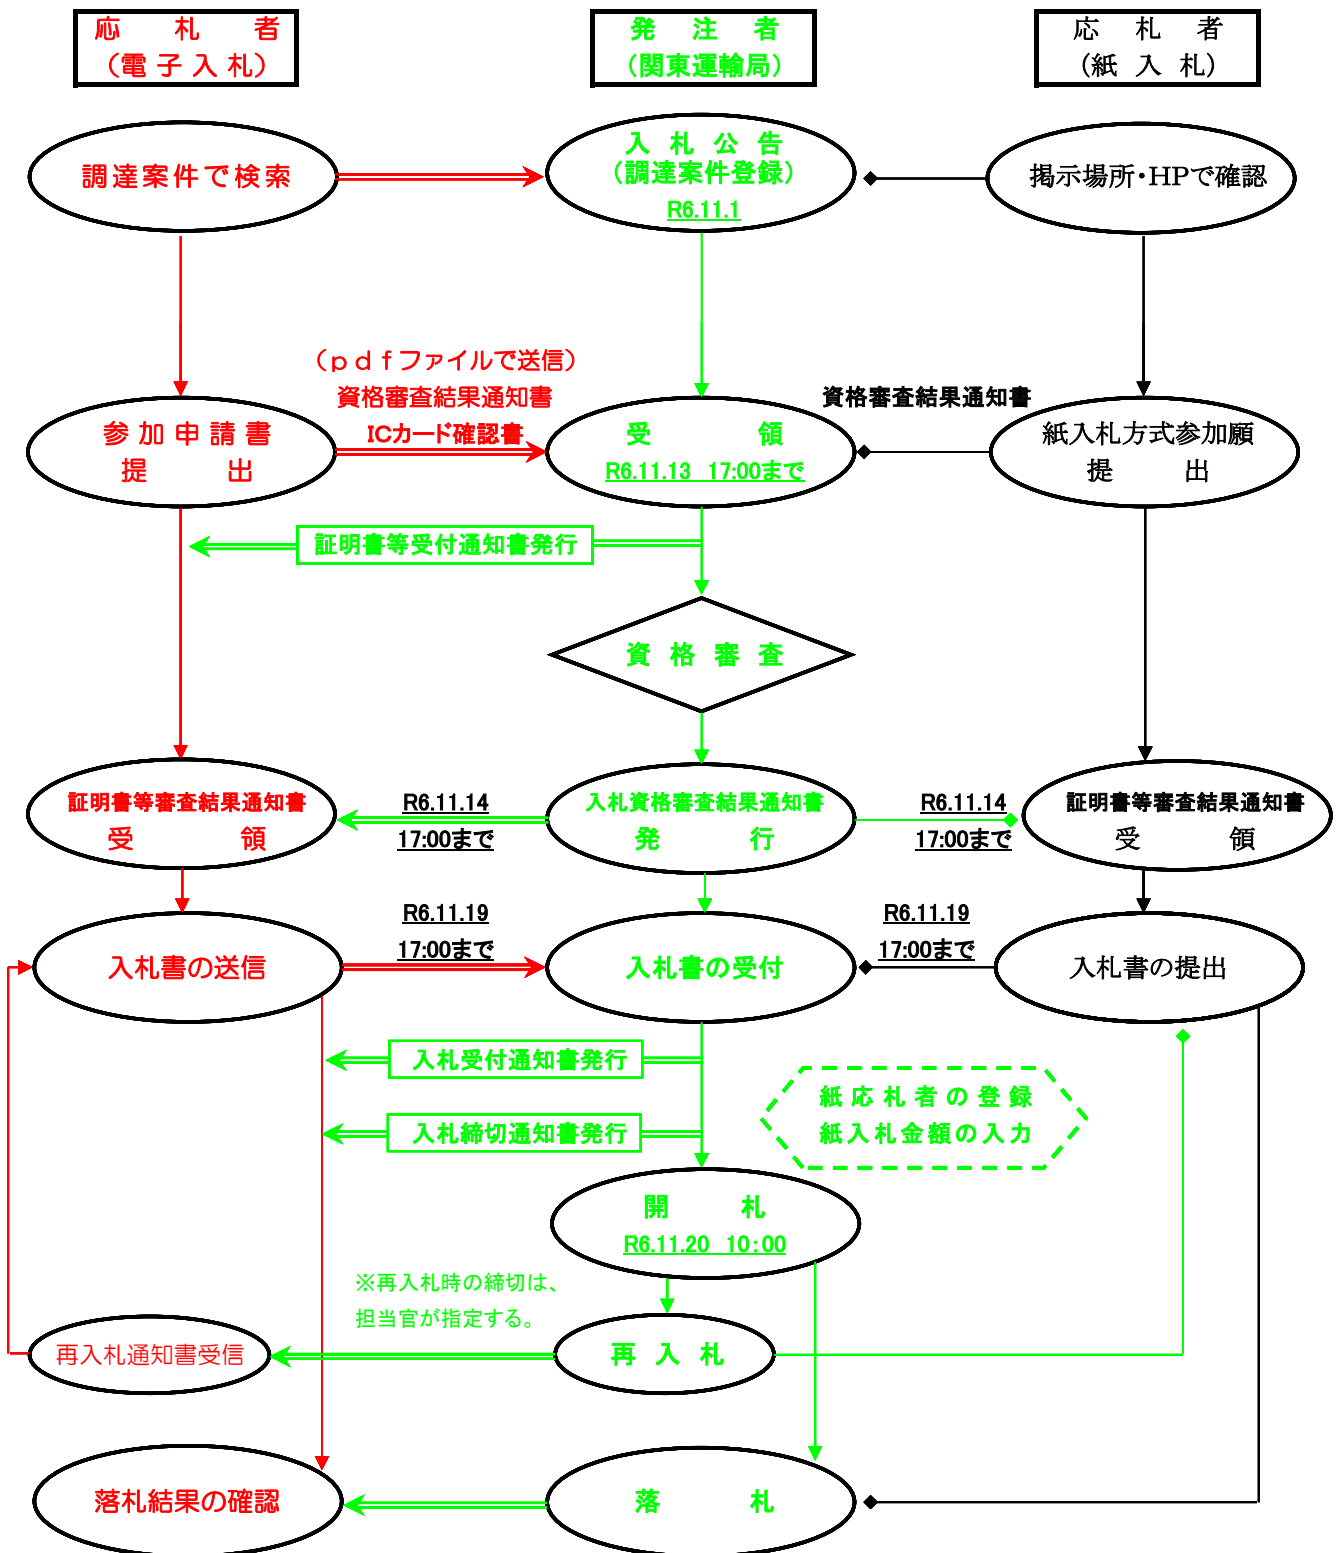 応　札　者
（電 子 入 札）
発　注　者
（関東運輸局）
応　札　者
（紙　入　札）
調達案件で検索
入 札 公 告
（調達案件登録）
R6.11.1
掲示場所・HPで確認
（ｐｄｆファイルで送信）
資格審査結果通知書
ICカード確認書
資格審査結果通知書
参 加 申 請 書
提　　　出
受　　　　領
R6.11.13　17:00まで
紙入札方式参加願
提　　　出
証明書等受付通知書発行
資 格 審 査
証明書等審査結果通知書
受　　　　領
R6.11.14
17:00まで
入札資格審査結果通知書
発　　　　行
R6.11.14
17:00まで
証明書等審査結果通知書
受　　　　領
入札書の送信
R6.11.19
17:00まで
入札書の受付
R6.11.19
17:00まで
入札書の提出
入札受付通知書発行
入札締切通知書発行
紙 応 札 者 の 登 録
紙 入 札 金 額 の 入 力
開　　　札
R6.11.20　10：00
※再入札時の締切は、
担当官が指定する。
再入札通知書受信
再 入 札
落札結果の確認
落　　　　札